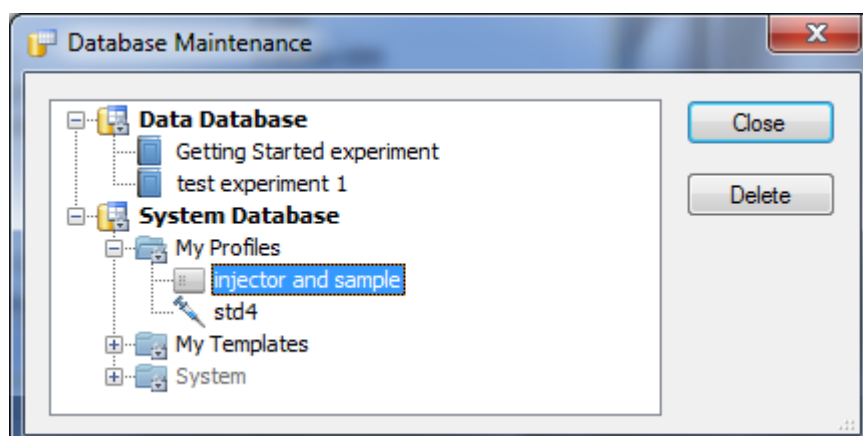 Database Maintenance
Data Database
Getting Started experiment
test experiment 1
System Database
My Profiles
injector and sample
std4
My Templates
System
Close
Delete